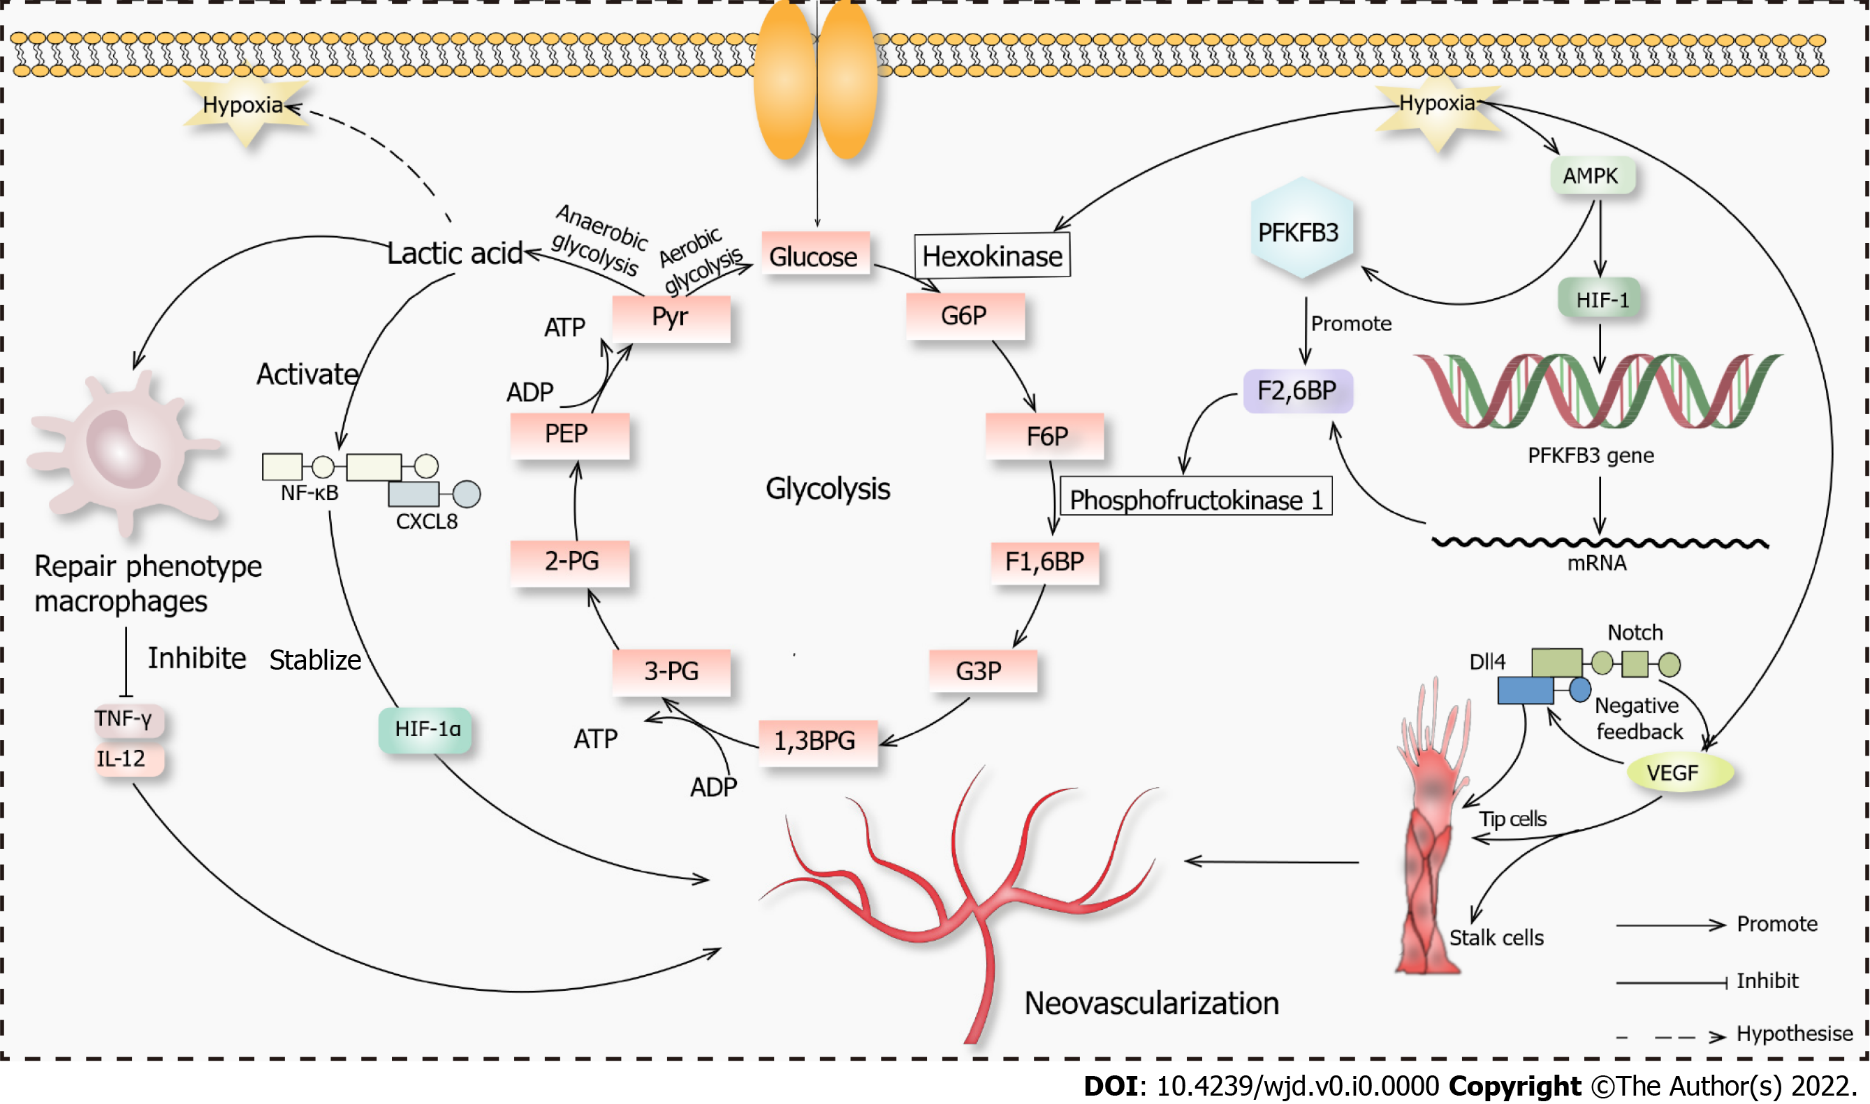 Hypoxia
Hypoxia
AMPK
PFKFB3
HIF-1
Promote
F2,6BP
PFKFB3 gene
mRNA
Anaerobic
glycolysis
Aerobic
glycolysis
Lactic acid
Glucose
Hexokinase
Pyr
G6P
ATP
ADP
Activate
PEP
F6P
Glycolysis
Phosphofructokinase 1
NF-κB
CXCL8
2-PG
F1,6BP
Repair phenotype
macrophages
Inhibite
Stablize
3-PG
G3P
TNF-γ
IL-12
HIF-1α
ATP
1,3BPG
ADP
Notch
Dll4
Negative
feedback
VEGF
Tip cells
Stalk cells
Neovascularization
Promote
Inhibit
Hypothesise
DOI: 10.4239/wjd.v0.i0.0000 Copyright ©The Author(s) 2022.